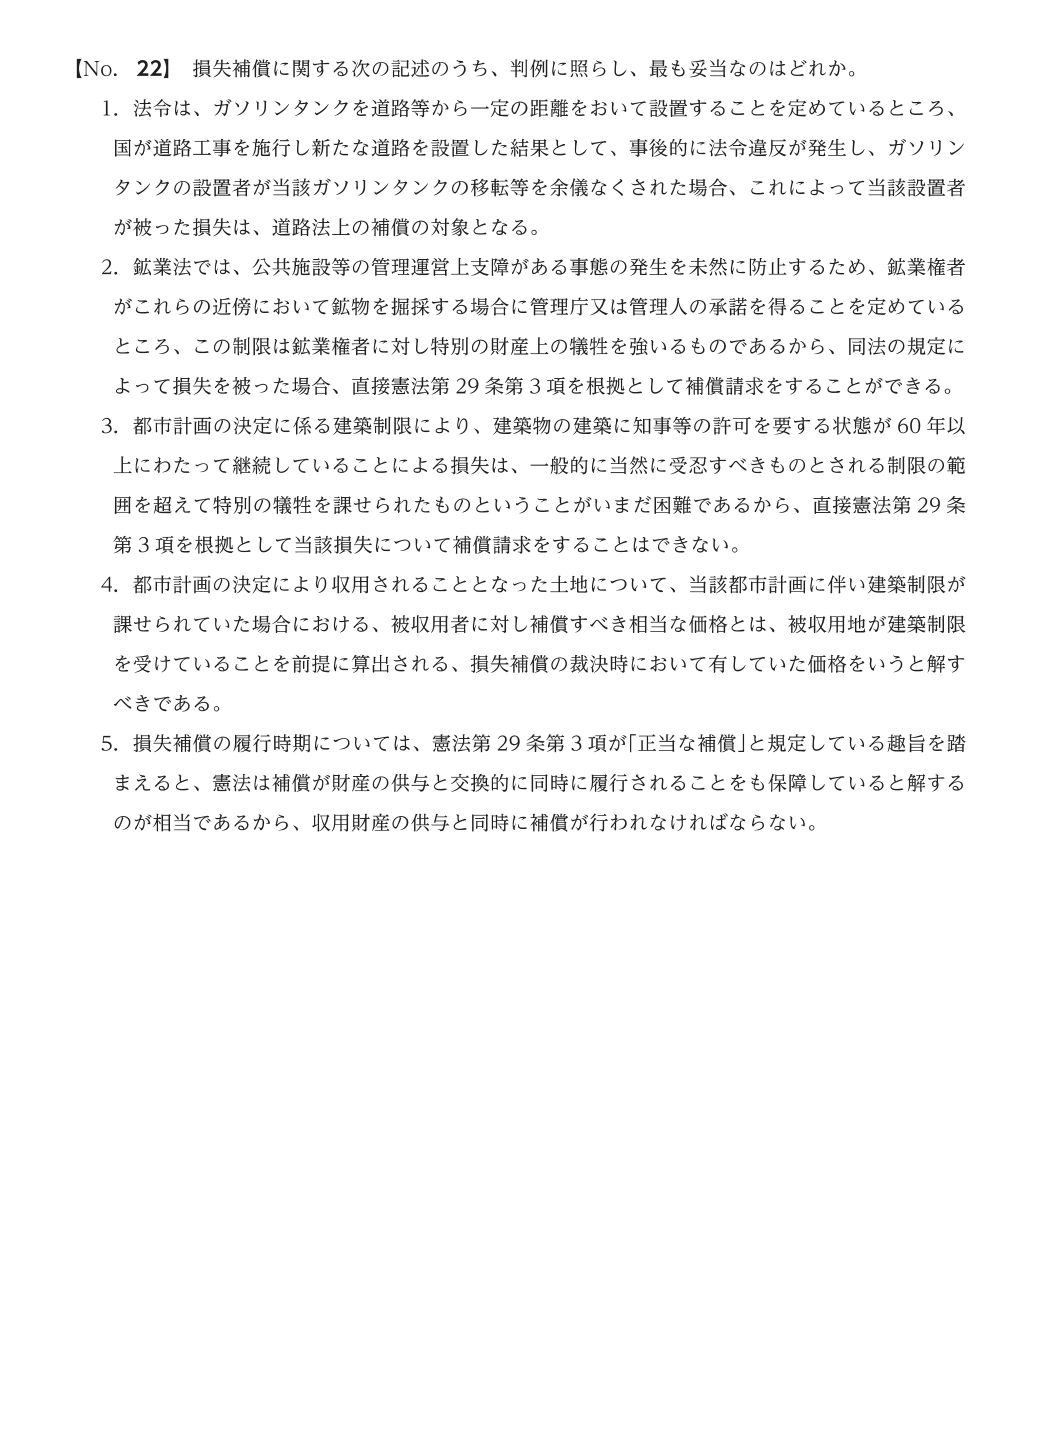 【No. 22】 損失補償に関する次の記述のうち、判例に照らし、最も妥当なのはどれか。
1. 法令は、ガソリンタンクを道路等から一定の距離をおいて設置することを定めているところ、
国が道路工事を施行し新たな道路を設置した結果として、事後的に法令違反が発生し、ガソリン
タンクの設置者が当該ガソリンタンクの移転等を余儀なくされた場合、これによって当該設置者
が被った損失は、道路法上の補償の対象となる。
2. 鉱業法では、公共施設等の管理運営上支障がある事態の発生を未然に防止するため、鉱業権者
がこれらの近傍において鉱物を掘採する場合に管理庁又は管理人の承諾を得ることを定めている
ところ、この制限は鉱業権者に対し特別の財産上の犠牲を強いるものであるから、同法の規定に
よって損失を被った場合、直接憲法第 29 条第 3 項を根拠として補償請求をすることができる。
3. 都市計画の決定に係る建築制限により、建築物の建築に知事等の許可を要する状態が 60 年以
上にわたって継続していることによる損失は、一般的に当然に受忍すべきものとされる制限の範
囲を超えて特別の犠牲を課せられたものということがいまだ困難であるから、直接憲法第 29 条
第 3 項を根拠として当該損失について補償請求をすることはできない。
4. 都市計画の決定により収用されることとなった土地について、当該都市計画に伴い建築制限が
課せられていた場合における、被収用者に対し補償すべき相当な価格とは、被収用地が建築制限
を受けていることを前提に算出される、損失補償の裁決時において有していた価格をいうと解す
べきである。
5. 損失補償の履行時期については、憲法第 29 条第 3 項が「正当な補償」と規定している趣旨を踏
まえると、憲法は補償が財産の供与と交換的に同時に履行されることをも保障していると解する
のが相当であるから、収用財産の供与と同時に補償が行われなければならない。